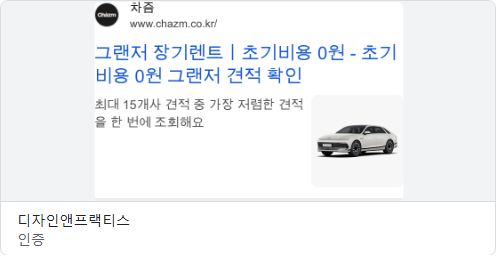 Chazm
차즘
www.chazm.co.kr/
그랜저 장기렌트ㅣ초기비용 0원 - 초기
비용 0원 그랜저 견적 확인
최대 15개사 견적 중 가장 저렴한 견적
을 한 번에 조회해요
디자인앤프랙티스
인증